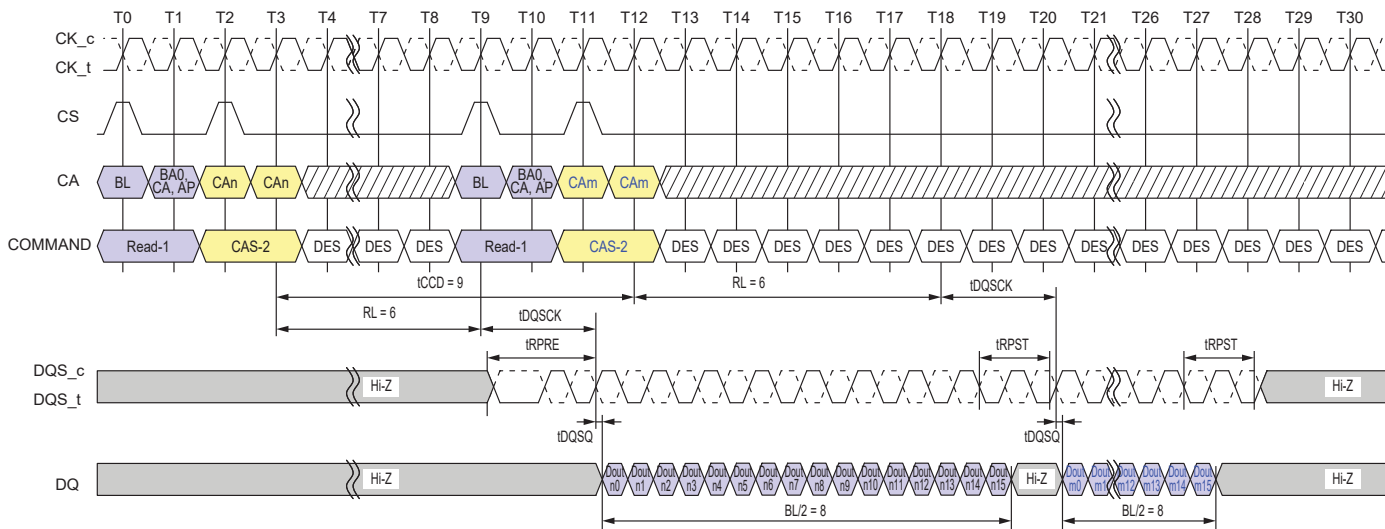 T0 T1 T2 T3 T4 T7 T8 T9 T10 T11 T12 T13 T14 T15 T16 T17 T18 T19 T20 T21 T26 T27 T28 T29 T30
CK_c
CK_t
CS
CA BL BA0, CA, AP CAn CAn BL BA0, CA, AP CAm CAm
COMMAND Read-1 CAS-2 DES DES DES Read-1 CAS-2 DES DES DES DES DES DES DES DES DES DES DES DES DES DES
tCCD = 9 RL = 6 tDQSCK
RL = 6 tDQSCK
tRPRE tRPST tRPST
DQS_c
DQS_t
Hi-Z Hi-Z
tDQSQ tDQSQ
DQ Hi-Z Dout n0 Dout n1 Dout n2 Dout n3 Dout n4 Dout n5 Dout n6 Dout n7 Dout n8 Dout n9 Dout n10 Dout n11 Dout n12 Dout n13 Dout n14 Dout n15 Hi-Z Dout m0 Dout m1 Dout m12 Dout m13 Dout m14 Dout m15 Hi-Z
BL/2 = 8 BL/2 = 8